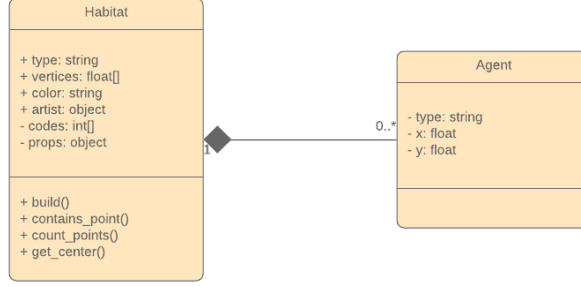 Habitat
+ type: string
+ vertices: float[]
+ color: string
+ artist: object
- codes: int[]
- props: object
+ build()
+ contains_point()
+ count_points()
+ get_center()
1
0..*
Agent
- type: string
- x: float
- y: float